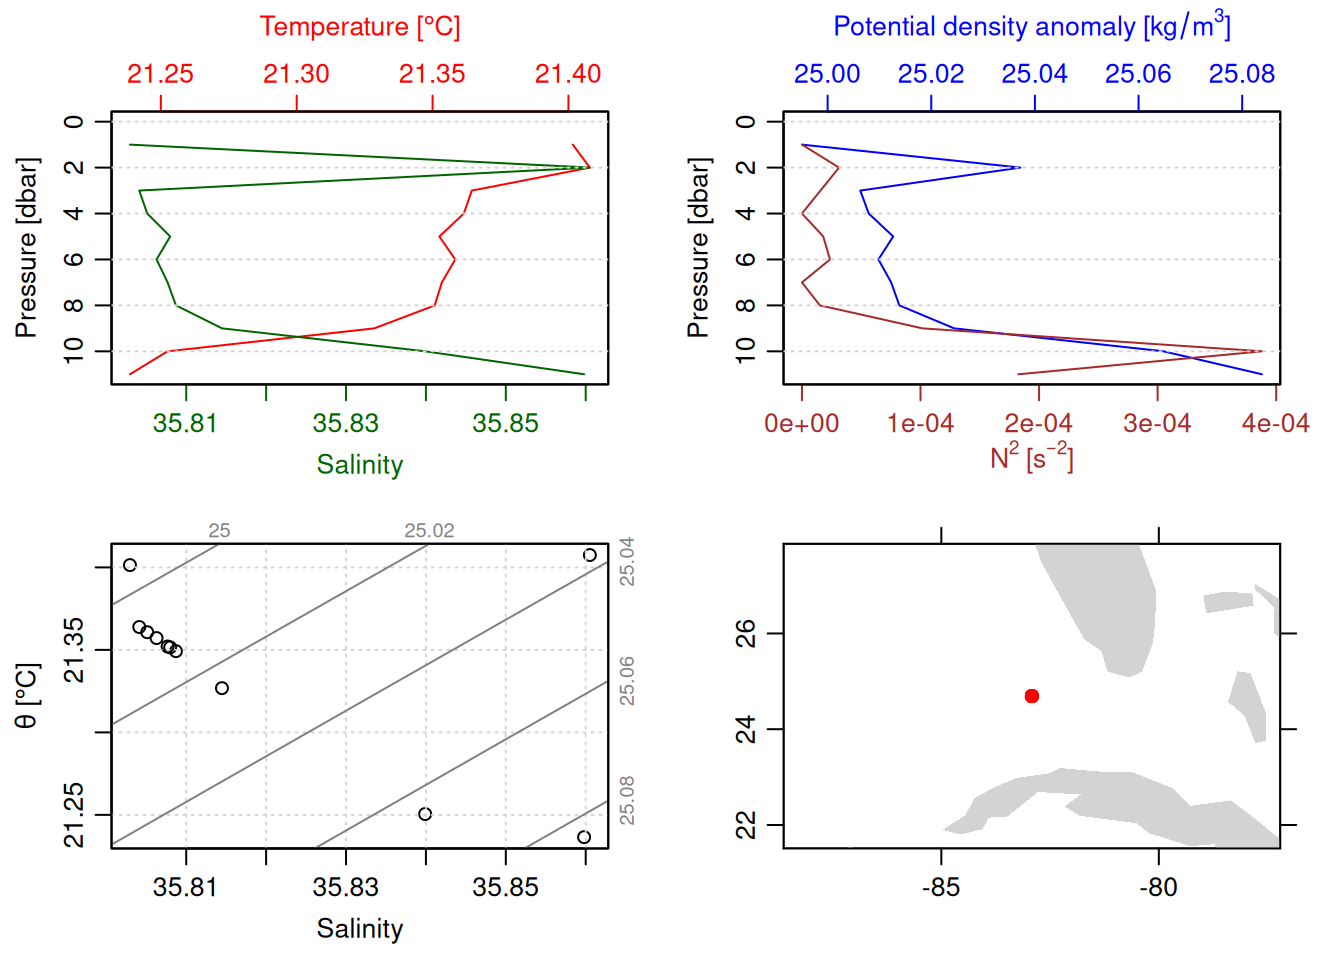 Temperature [°C]
21.25 21.30 21.35 21.40
Pressure [dbar]
0
2
4
6
8
10
35.81 35.83 35.85
Salinity
Potential density anomaly [kg/m³]
25.00 25.02 25.04 25.06 25.08
Pressure [dbar]
0
2
4
6
8
10
0e+00 1e-04 2e-04 3e-04 4e-04
N² [s⁻²]
25 25.02
25.04
25.06
25.08
θ [°C]
21.35
21.25
35.81 35.83 35.85
Salinity
26
24
22
-85 -80